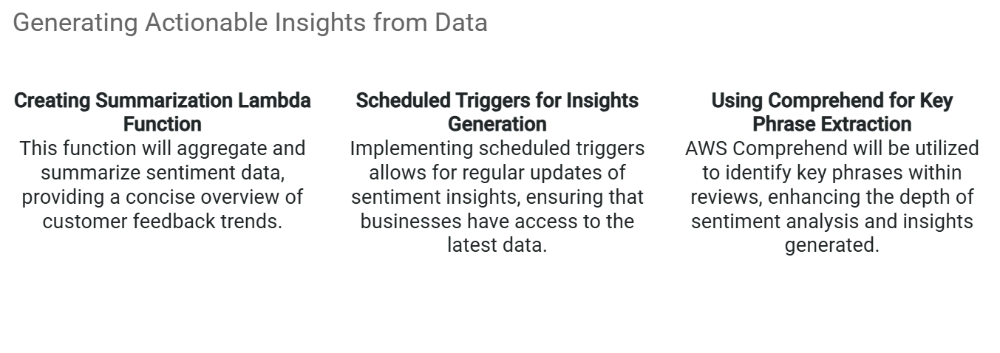 Generating Actionable Insights from Data
Creating Summarization Lambda
Function
This function will aggregate and
summarize sentiment data,
providing a concise overview of
customer feedback trends.
Scheduled Triggers for Insights
Generation
Implementing scheduled triggers
allows for regular updates of
sentiment insights, ensuring that
businesses have access to the
latest data.
Using Comprehend for Key
Phrase Extraction
AWS Comprehend will be utilized
to identify key phrases within
reviews, enhancing the depth of
sentiment analysis and insights
generated.